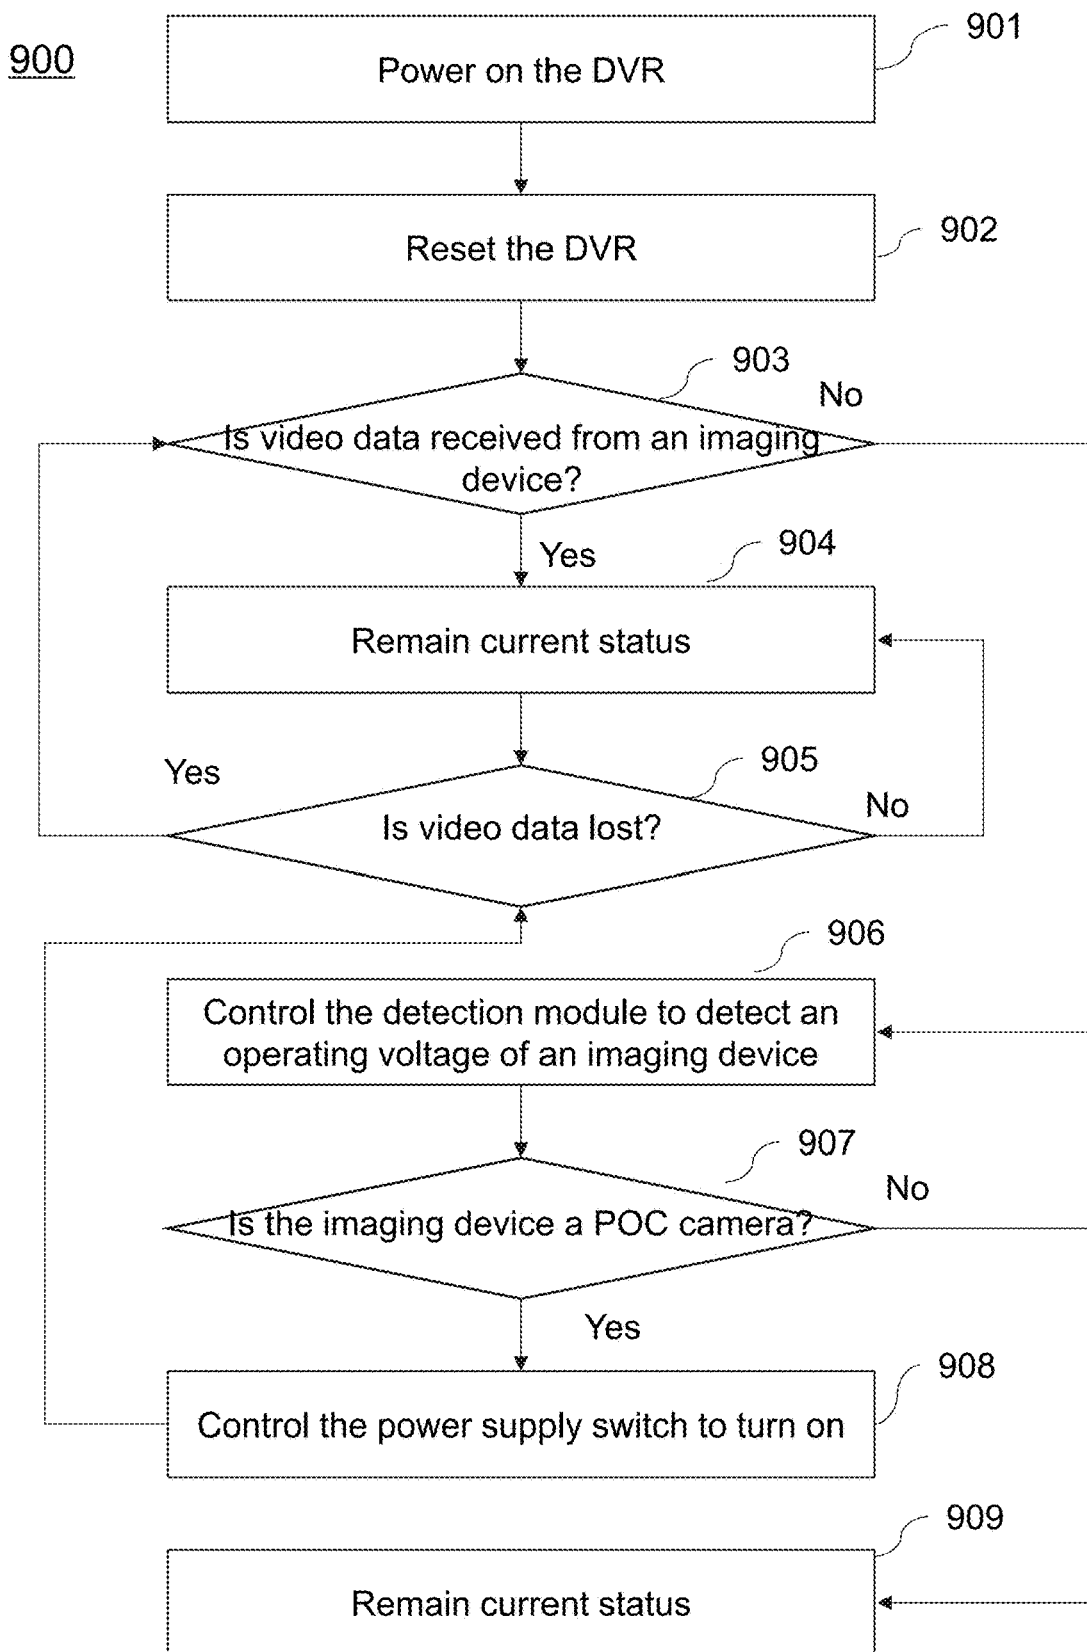 900
901
Power on the DVR
902
Reset the DVR
903
No
Is video data received from an imaging
device?
Yes
904
Remain current status
905
Yes
No
Is video data lost?
906
Control the detection module to detect an
operating voltage of an imaging device
907
No
Is the imaging device a POC camera?
Yes
908
Control the power supply switch to turn on
909
Remain current status